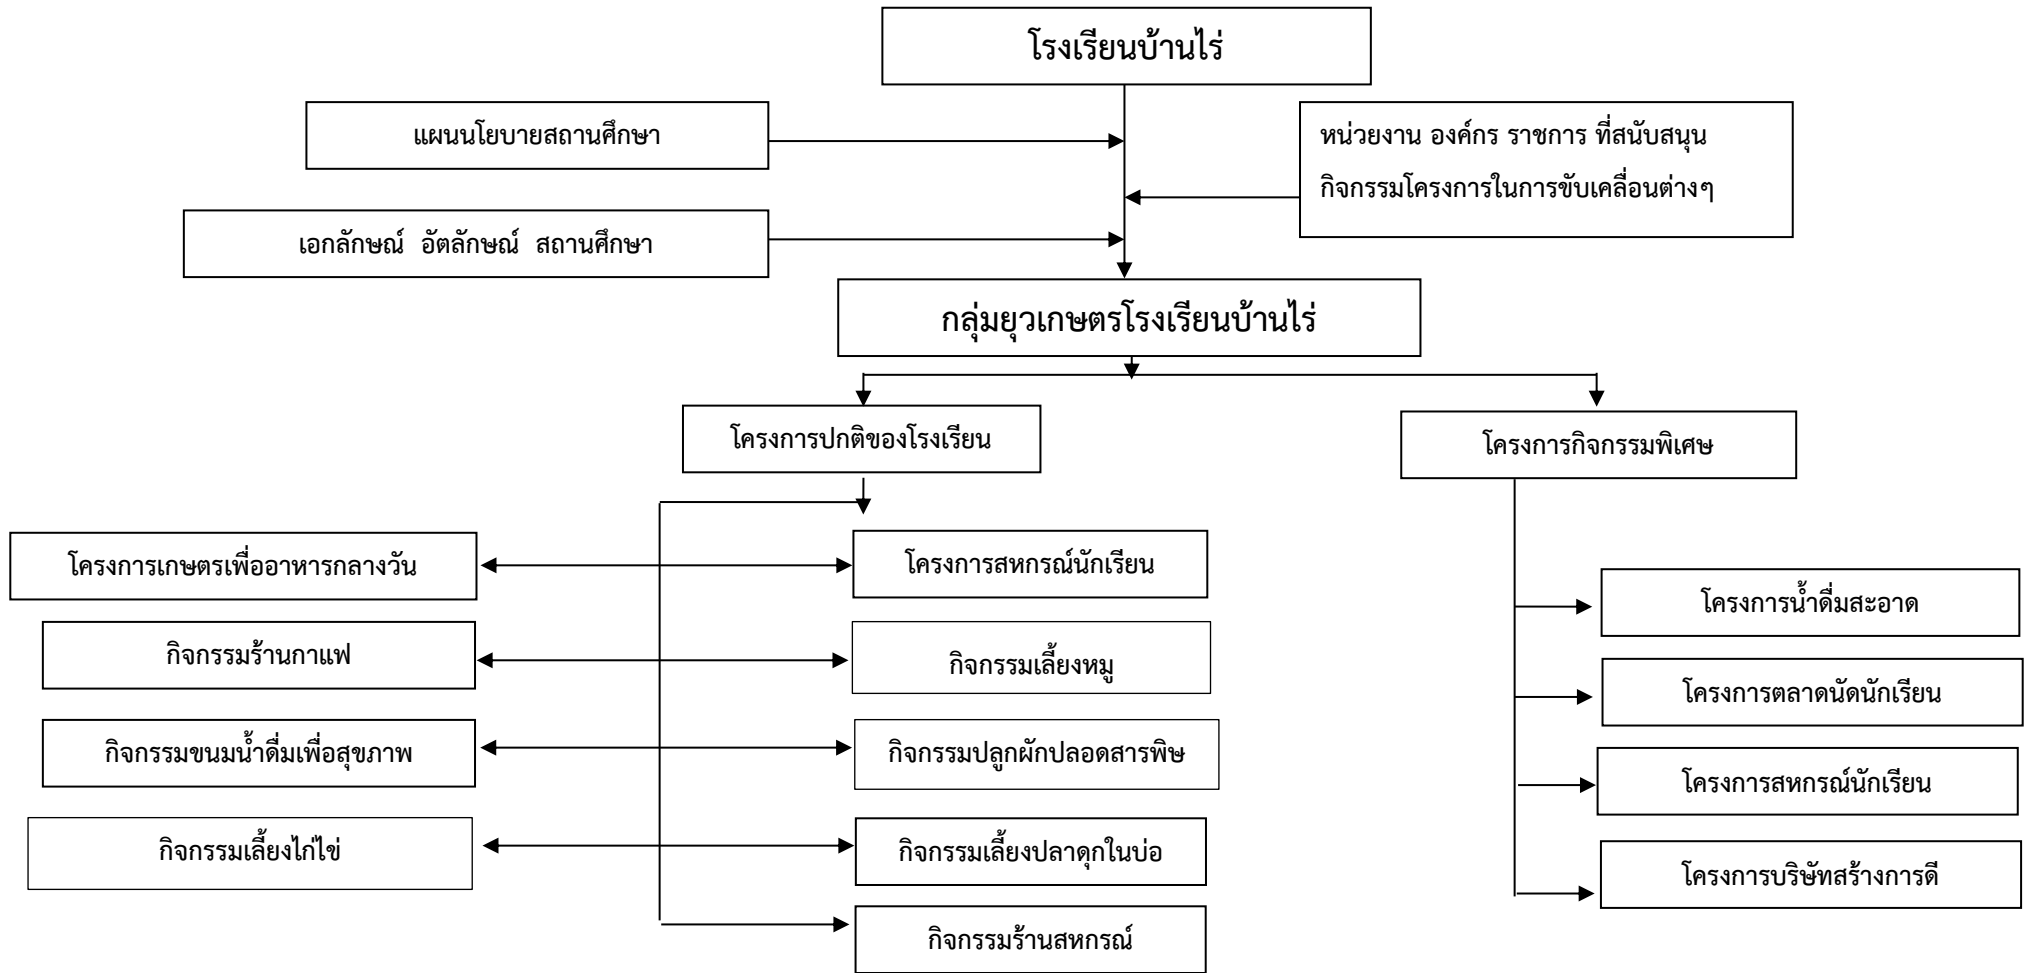 โรงเรียนบ้านไร่
แผนนโยบายสถานศึกษา
หน่วยงาน องค์กร ราชการ ที่สนับสนุน
กิจกรรมโครงการในการขับเคลื่อนต่างๆ
เอกลักษณ์ อัตลักษณ์ สถานศึกษา
กลุ่มยุวเกษตรโรงเรียนบ้านไร่
โครงการปกติของโรงเรียน
โครงการกิจกรรมพิเศษ
โครงการเกษตรเพื่ออาหารกลางวัน
โครงการสหกรณ์นักเรียน
กิจกรรมร้านกาแฟ
กิจกรรมเลี้ยงหมู
กิจกรรมขนมน้ำดื่มเพื่อสุขภาพ
กิจกรรมปลูกผักปลอดสารพิษ
กิจกรรมเลี้ยงไก่ไข่
กิจกรรมเลี้ยงปลาดุกในบ่อ
กิจกรรมร้านสหกรณ์
โครงการน้ำดื่มสะอาด
โครงการตลาดนัดนักเรียน
โครงการสหกรณ์นักเรียน
โครงการบริษัทสร้างการดี